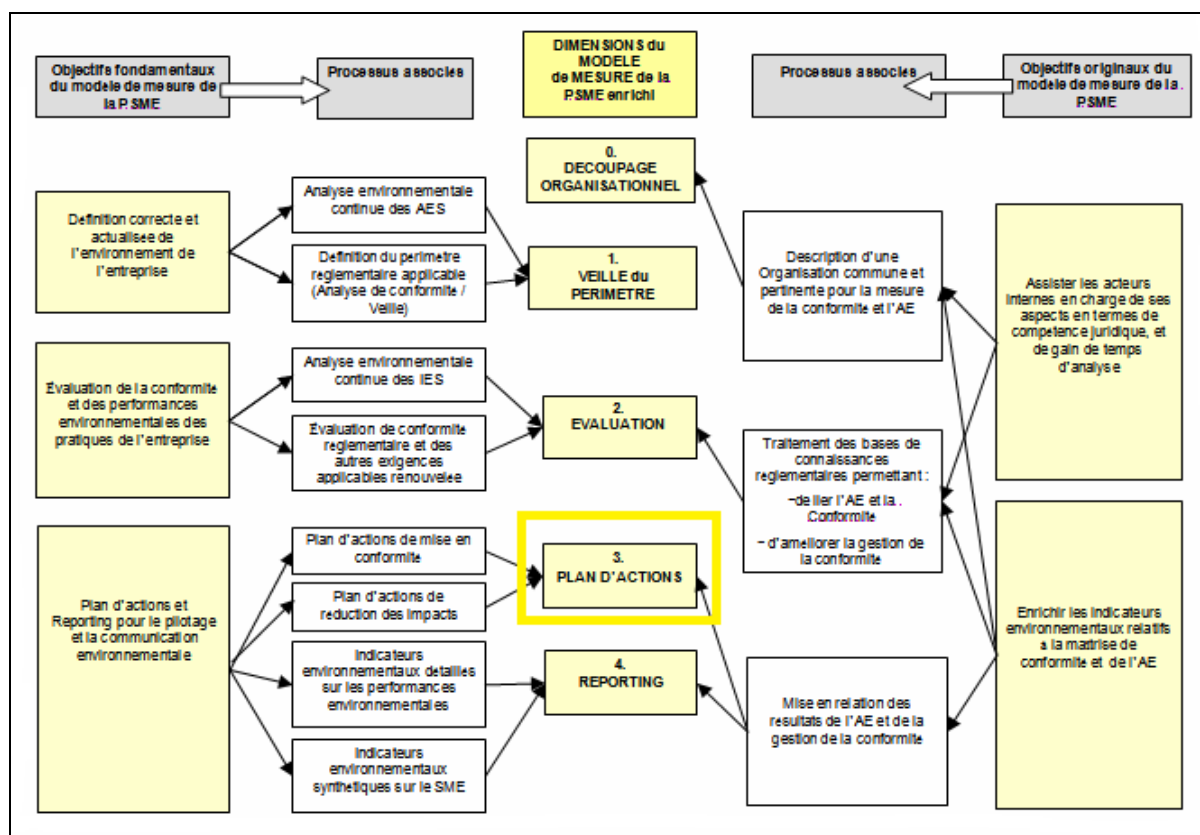 Objectifs fondamentaux
du modele de mesure de
la P.SME
Processus associes
DIMENSIONS du
MODELE
de MESURE de la
P.SME enrichi
Processus associes
Objectifs originaux du
modele de mesure de la .
P.SME
0.
DECOUPAGE
ORGANISATIONNEL
Definition correcte et
actualisee de
l'environnement de
l'entreprise
Analyse environnementale
continue des AES
Definition du perimetre
reglementaire applicable
(Analyse de conformite /
Veille)
1.
VEILLE du
PERIMETRE
Description d'une
Organisation commune et
pertinente pour la mesure
de la conformite et l'AE
Assister les acteurs
internes en charge de ses
aspects en termes de
competence juridique, et
de gain de temps
d'analyse
Évaluation de la conformite
et des performances
environnementales des
pratiques de l'entreprise
Analyse environnementale
continue des IES
Évaluation de conformite
reglementaire et des
autres exigences
applicables renouvelee
2.
EVALUATION
Traitement des bases de
connaissances
reglementaires permettant :
-de lier l'AE et la .
Conformite
- d'ameliorer la gestion de
la conformite
Plan d'actions et
Reporting pour le pilotage
et la communication
environnementale
Plan d'actions de mise en
conformite
Plan d'actions de
reduction des impacts
Indicateurs
environnementaux detailles
sur les performances
environnementales
Indicateurs
environnementaux
synthetiques sur le SME
3.
PLAN D'ACTIONS
4.
REPORTING
Mise en relation des
resultats de l'AE et de la
gestion de la conformite
Enrichir les indicateurs
environnementaux relatifs
a la maitrise de
conformite et de l'AE